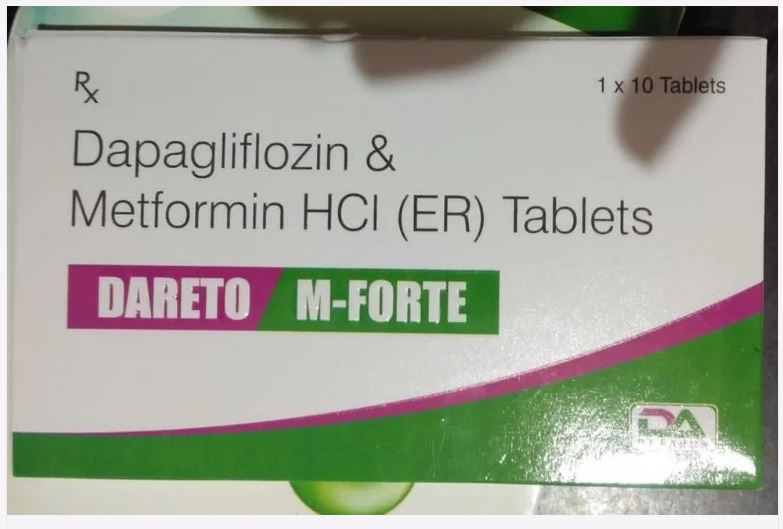 Rx
1 x 10 Tablets
Dapagliflozin &
Metformin HCl (ER) Tablets
DARETO M-FORTE
DA